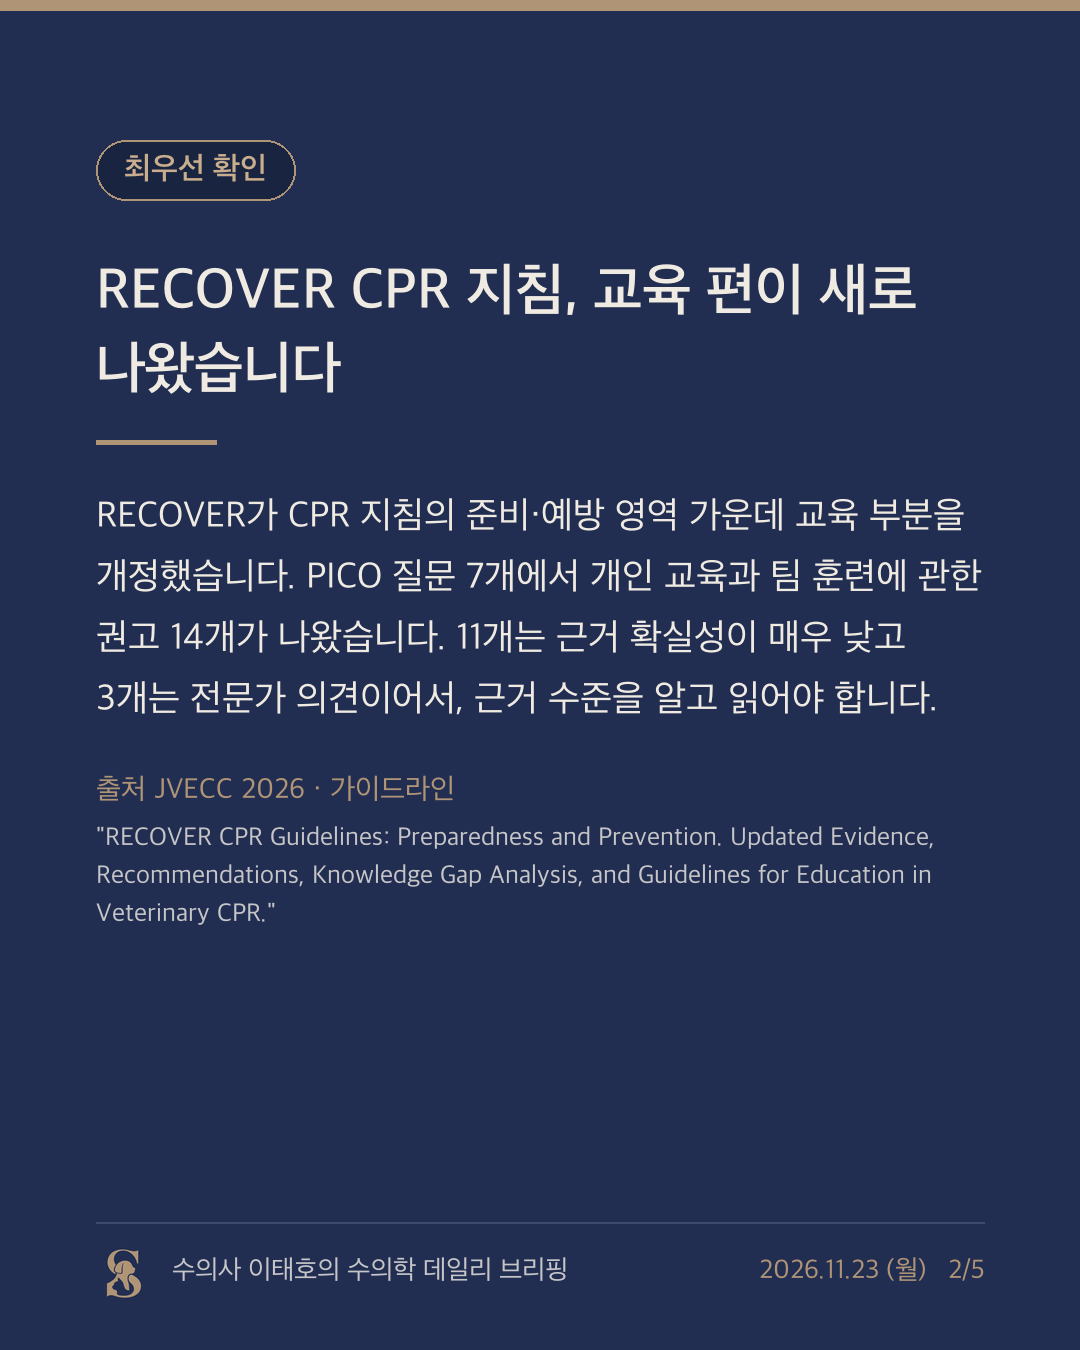 최우선 확인
RECOVER CPR 지침, 교육 편이 새로
나왔습니다
RECOVER가 CPR 지침의 준비·예방 영역 가운데 교육 부분을
개정했습니다. PICO 질문 7개에서 개인 교육과 팀 훈련에 관한
권고 14개가 나왔습니다. 11개는 근거 확실성이 매우 낮고
3개는 전문가 의견이어서, 근거 수준을 알고 읽어야 합니다.
출처 JVECC 2026 · 가이드라인
"RECOVER CPR Guidelines: Preparedness and Prevention. Updated Evidence,
Recommendations, Knowledge Gap Analysis, and Guidelines for Education in
Veterinary CPR."
수의사 이태호의 수의학 데일리 브리핑 2026.11.23 (월) 2/5